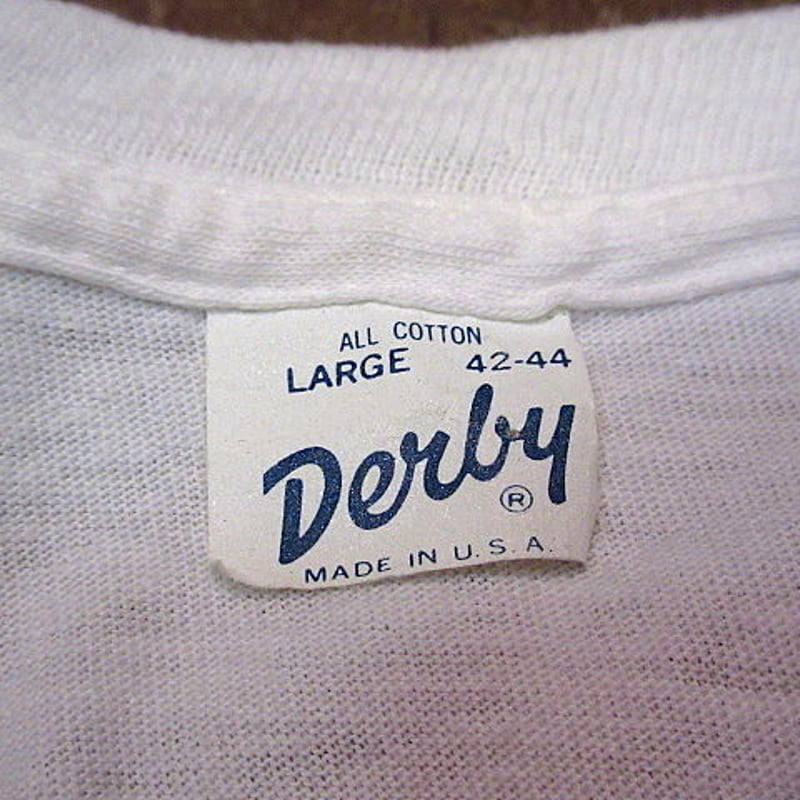 ALL COTTON
LARGE 42-44
Derby
®
MADE IN U.S.A.